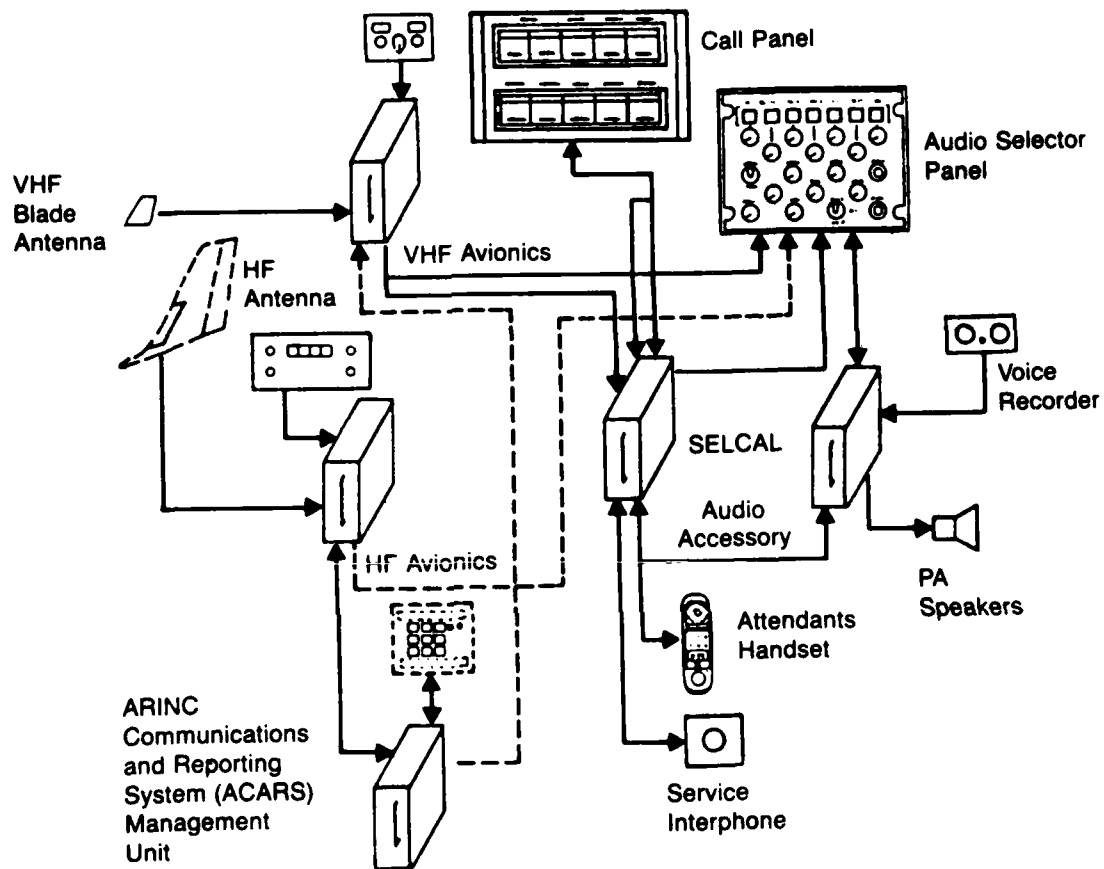 Call Panel
Audio Selector
Panel
VHF
Blade
Antenna
VHF Avionics
HF
Antenna
Voice
Recorder
SELCAL
Audio
Accessory
HF Avionics
PA
Speakers
Attendants
Handset
ARINC
Communications
and Reporting
System (ACARS)
Management
Unit
Service
Interphone